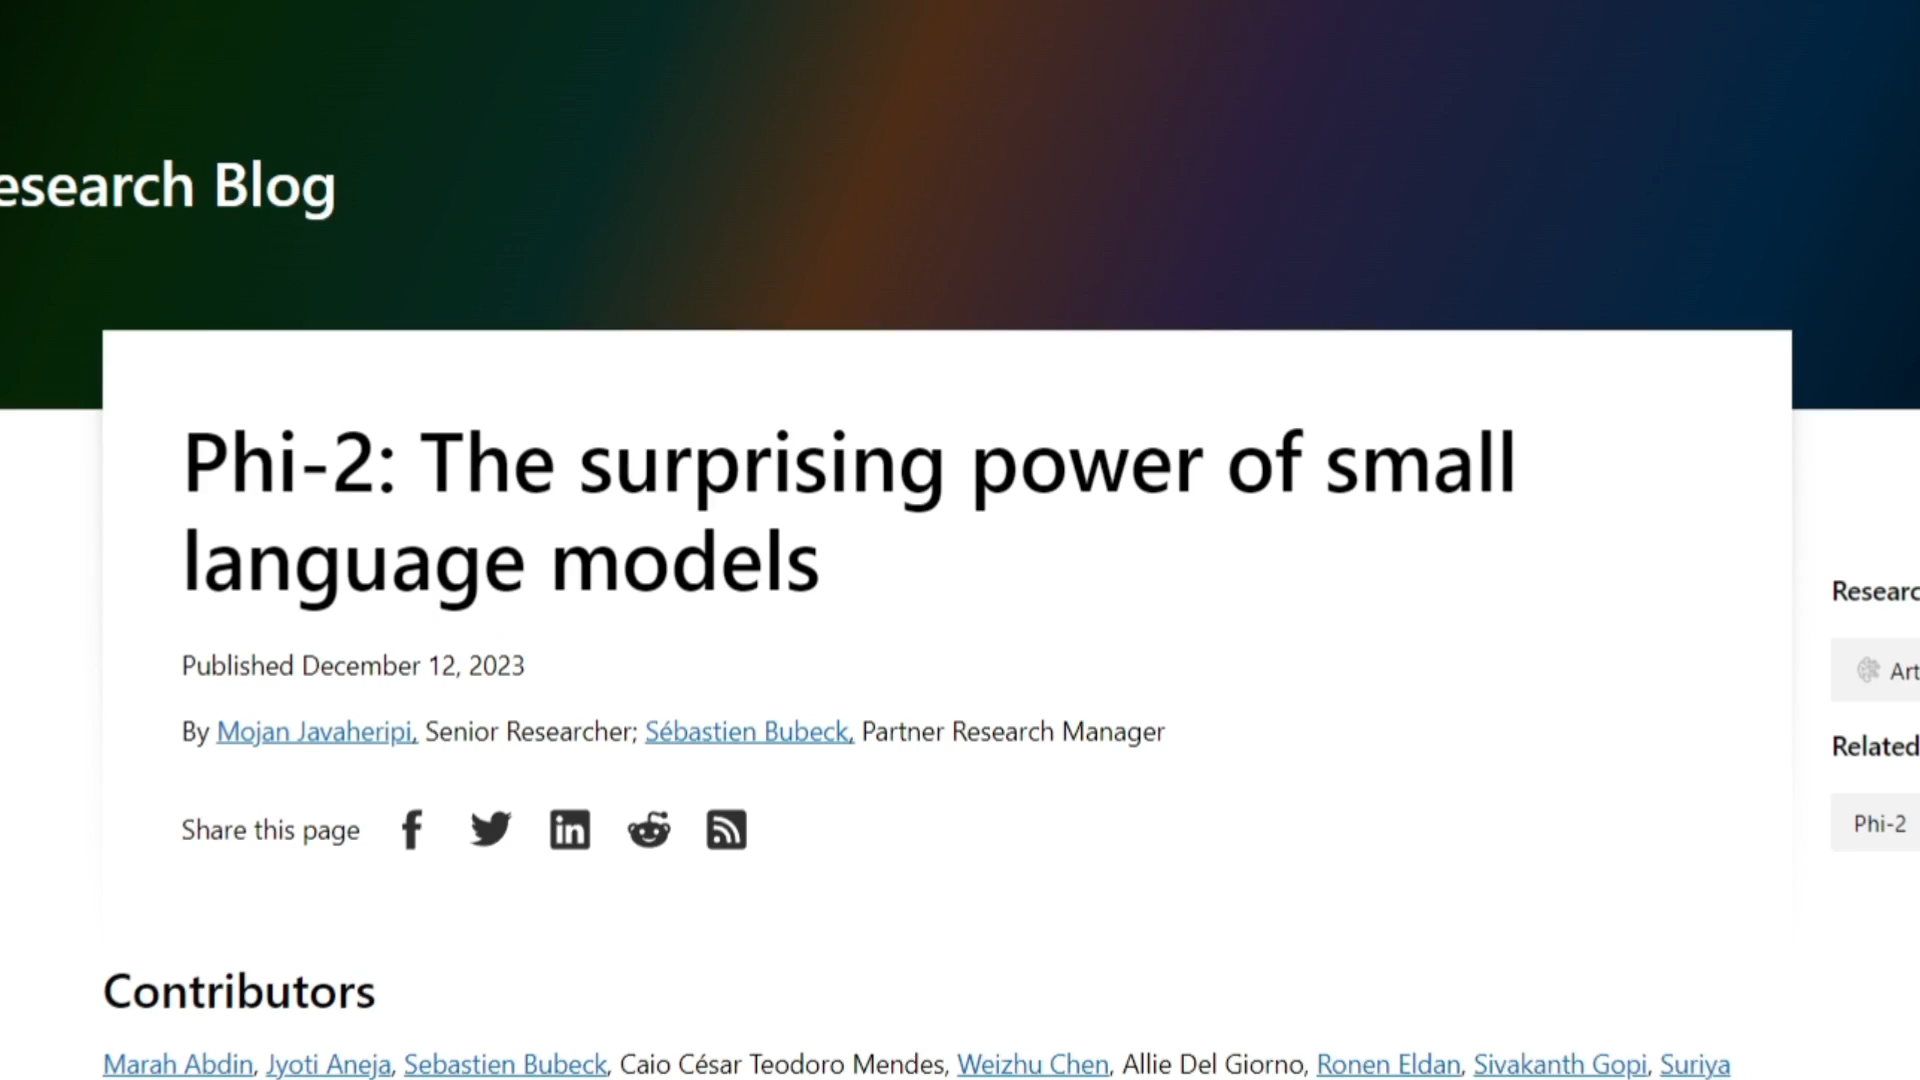 esearch Blog
Phi-2: The surprising power of small
language models
Published December 12, 2023
By Mojan Javaheripi, Senior Researcher; Sébastien Bubeck, Partner Research Manager
Share this page
Researc
Art
Related
Phi-2
Contributors
Marah Abdin, Jyoti Aneja, Sebastien Bubeck, Caio César Teodoro Mendes, Weizhu Chen, Allie Del Giorno, Ronen Eldan, Sivakanth Gopi, Suriya